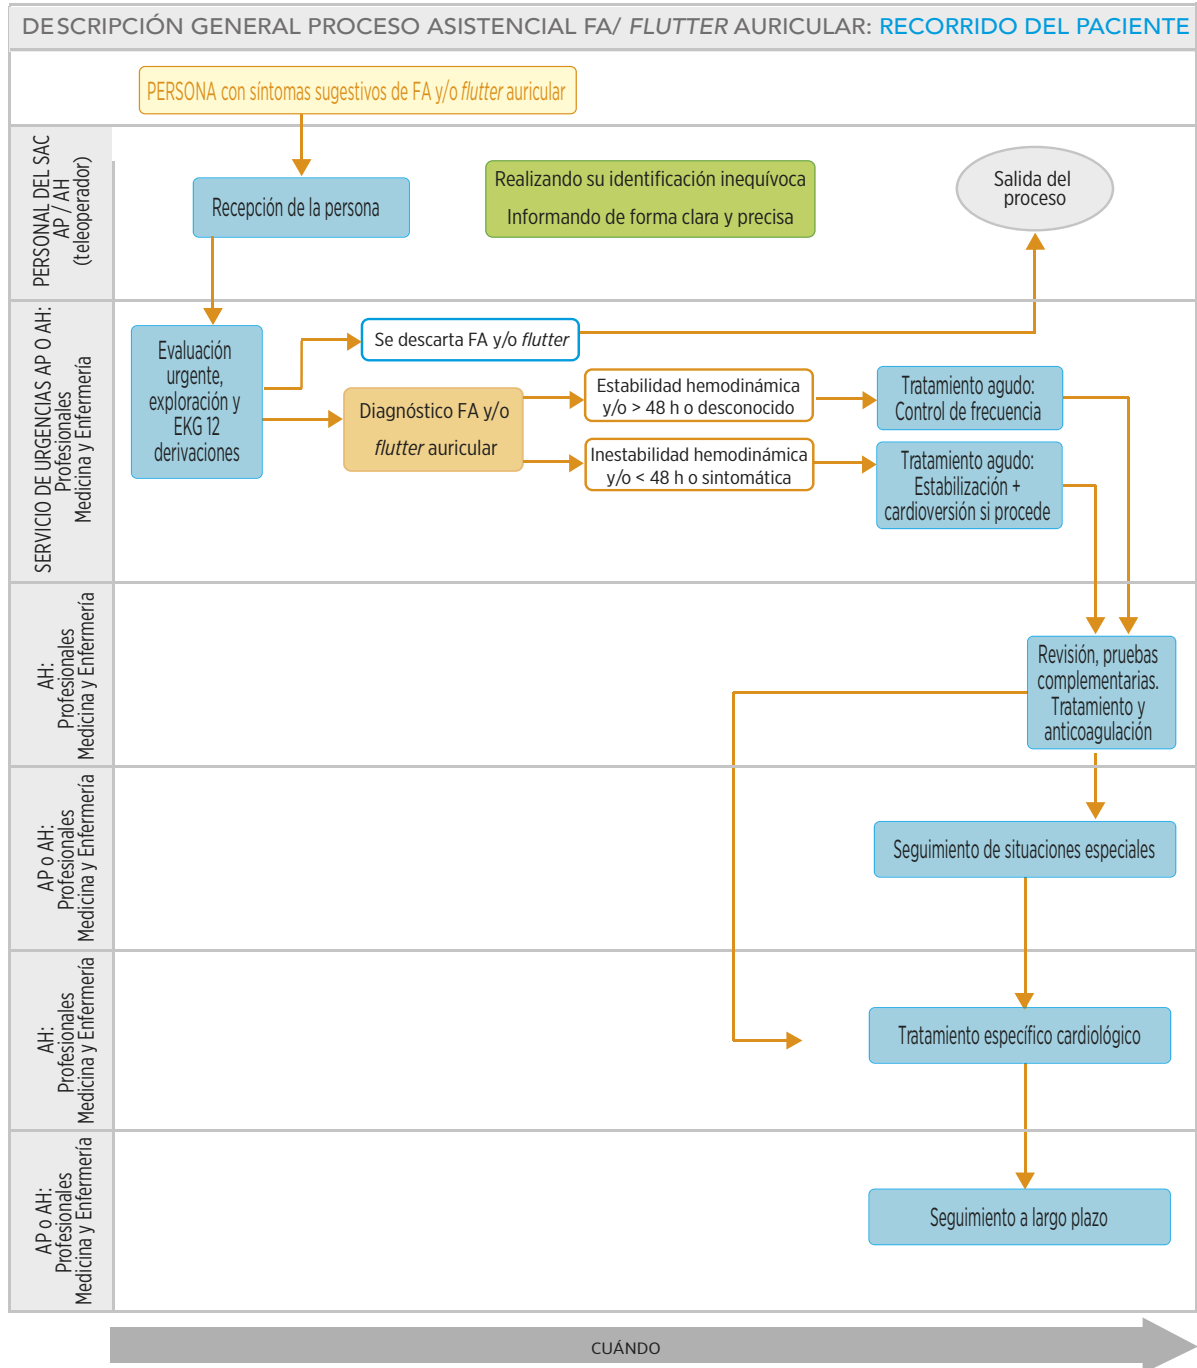 DESCRIPCIÓN GENERAL PROCESO ASISTENCIAL FA/ FLUTTER AURICULAR: RECORRIDO DEL PACIENTE
PERSONA con síntomas sugestivos de FA y/o flutter auricular
PERSONAL DEL SAC
AP / AH
(teleoperador)
Recepción de la persona
Realizando su identificación inequívoca
Informando de forma clara y precisa
Salida del
proceso
SERVICIO DE URGENCIAS AP O AH:
Profesionales
Medicina y Enfermería
Evaluación
urgente,
exploración y
EKG 12
derivaciones
Se descarta FA y/o flutter
Diagnóstico FA y/o
flutter auricular
Estabilidad hemodinámica
y/o > 48 h o desconocido
Inestabilidad hemodinámica
y/o < 48 h o sintomática
Tratamiento agudo:
Control de frecuencia
Tratamiento agudo:
Estabilización +
cardioversión si procede
AH:
Profesionales
Medicina y Enfermería
Revisión, pruebas
complementarias.
Tratamiento y
anticoagulación
AP o AH:
Profesionales
Medicina y Enfermería
Seguimiento de situaciones especiales
AH:
Profesionales
Medicina y Enfermería
Tratamiento específico cardiológico
AP o AH:
Profesionales
Medicina y Enfermería
Seguimiento a largo plazo
CUÁNDO